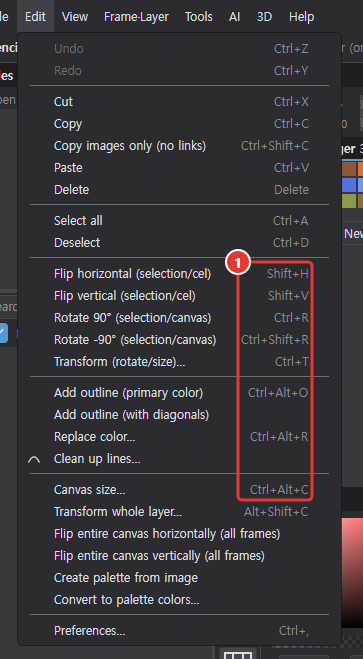 le Edit View Frame·Layer Tools AI 3D Help
Undo Ctrl+Z
Redo Ctrl+Y
Cut Ctrl+X
Copy Ctrl+C
Copy images only (no links) Ctrl+Shift+C
Paste Ctrl+V
Delete Delete
Select all Ctrl+A
Deselect Ctrl+D
1
Flip horizontal (selection/cel) Shift+H
Flip vertical (selection/cel) Shift+V
Rotate 90° (selection/canvas) Ctrl+R
Rotate -90° (selection/canvas) Ctrl+Shift+R
Transform (rotate/size)... Ctrl+T
Add outline (primary color) Ctrl+Alt+O
Add outline (with diagonals)
Replace color... Ctrl+Alt+R
Clean up lines...
Canvas size... Ctrl+Alt+C
Transform whole layer... Alt+Shift+C
Flip entire canvas horizontally (all frames)
Flip entire canvas vertically (all frames)
Create palette from image
Convert to palette colors...
Preferences... Ctrl+,
New